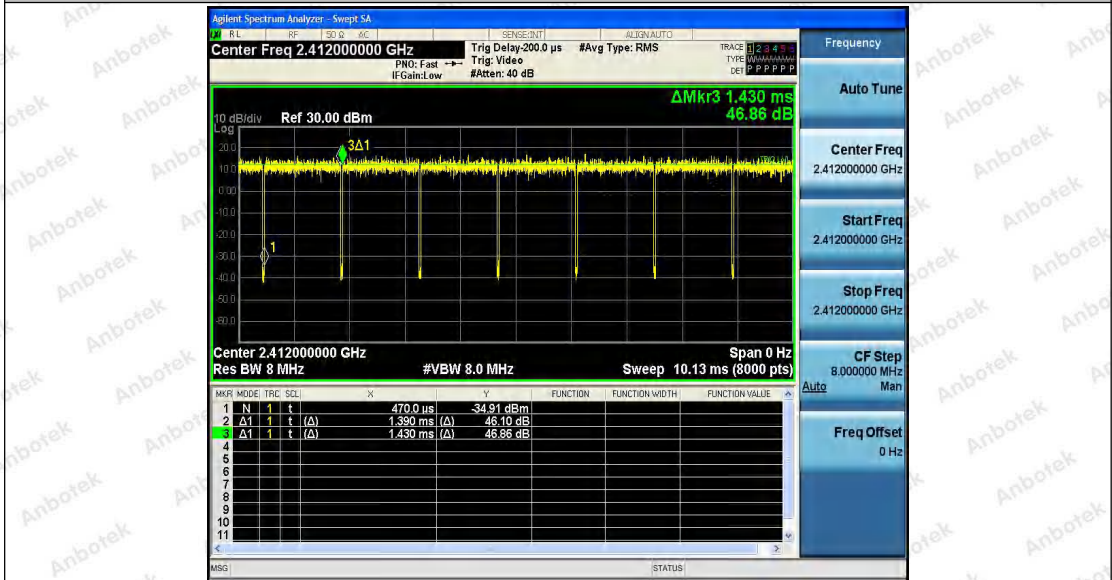 Agilent Spectrum Analyzer - Swept SA
LXI RL RF 50 Ω AC SENSE:INT ALIGNAUTO
Center Freq 2.412000000 GHz
PNO: Fast
IFGain:Low
Trig Delay-200.0 µs
Trig: Video
#Atten: 40 dB
#Avg Type: RMS
TRACE 1 2 3 4 5 6
TYPE WWWWWW
DET P P P P P P
ΔMkr3 1.430 ms
46.86 dB
10 dB/div
Log
Ref 30.00 dBm
20.0
10.0
0.00
-10.0
-20.0
-30.0
-40.0
-50.0
-60.0
3Δ1
1
Center 2.412000000 GHz
Span 0 Hz
Res BW 8 MHz
#VBW 8.0 MHz
Sweep 10.13 ms (8000 pts)
MKR MODE TRC SCL X Y FUNCTION FUNCTION WIDTH FUNCTION VALUE
1 N 1 t 470.0 µs -34.91 dBm
2 Δ1 1 t (Δ) 1.390 ms (Δ) 46.10 dB
3 Δ1 1 t (Δ) 1.430 ms (Δ) 46.86 dB
4
5
6
7
8
9
10
11
MSG
STATUS
Frequency
Auto Tune
Center Freq
2.412000000 GHz
Start Freq
2.412000000 GHz
Stop Freq
2.412000000 GHz
CF Step
8.000000 MHz
Auto Man
Freq Offset
0 Hz
Anbotek